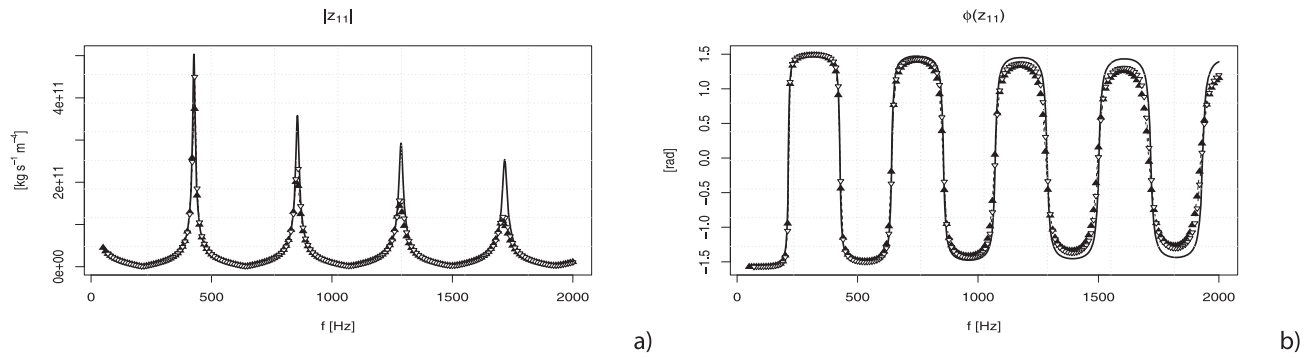 |z₁₁|
[kg s⁻¹ m⁻⁴]
0e+00 2e+11 4e+11
0 500 1000 1500 2000
f [Hz]
a)
ϕ(z₁₁)
[rad]
−1.5 −1.0 −0.5 0.0 0.5 1.0 1.5
0 500 1000 1500 2000
f [Hz]
b)